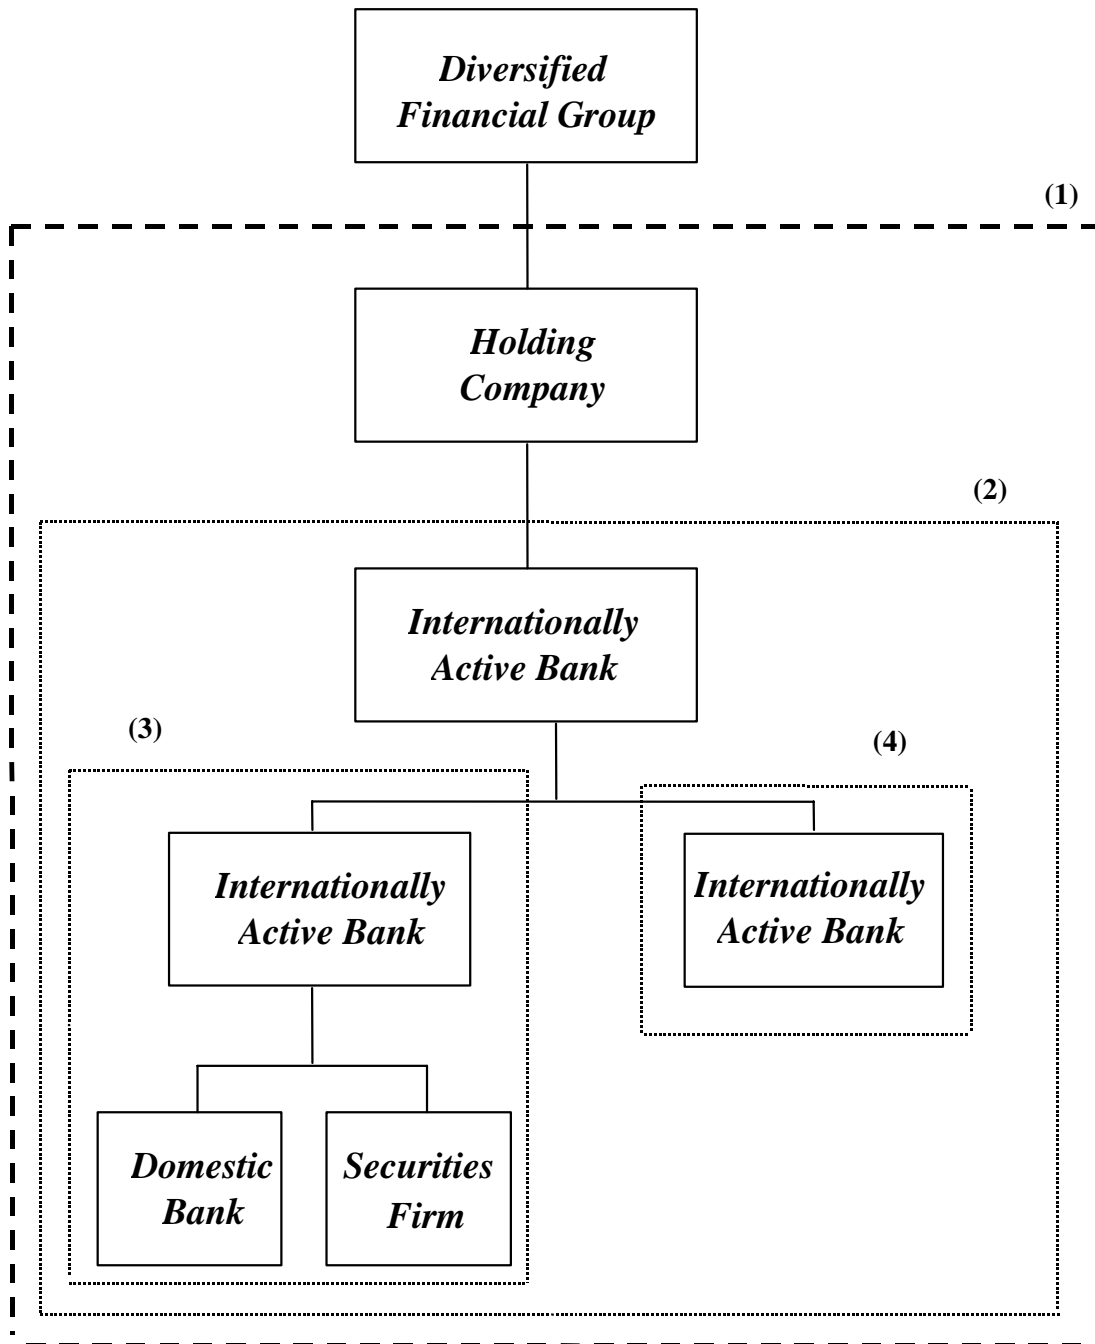 Diversified
Financial Group
(1)
Holding
Company
(2)
Internationally
Active Bank
(3)
(4)
Internationally
Active Bank
Internationally
Active Bank
Domestic
Bank
Securities
Firm